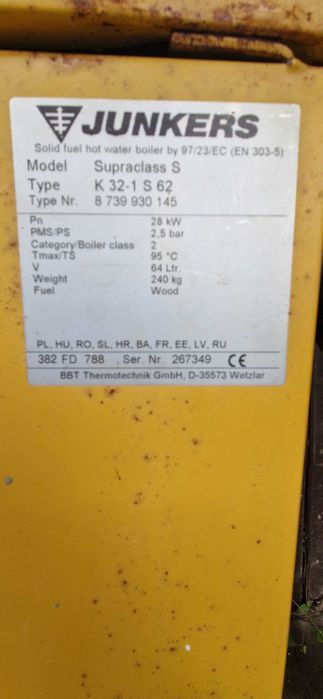 JUNKERS
Solid fuel hot water boiler by 97/23/EC (EN 303-5)
Model Supraclass S
Type K 32-1 S 62
Type Nr. 8 739 930 145
Pn 28 kW
PMS/PS 2,5 bar
Category/Boiler class 2
Tmax/TS 95 °C
V 64 Ltr.
Weight 240 kg
Fuel Wood
PL, HU, RO, SL, HR, BA, FR, EE, LV, RU
382 FD 788 Ser. Nr. 267349 CE
BBT Thermotechnik GmbH, D-35573 Wetzlar